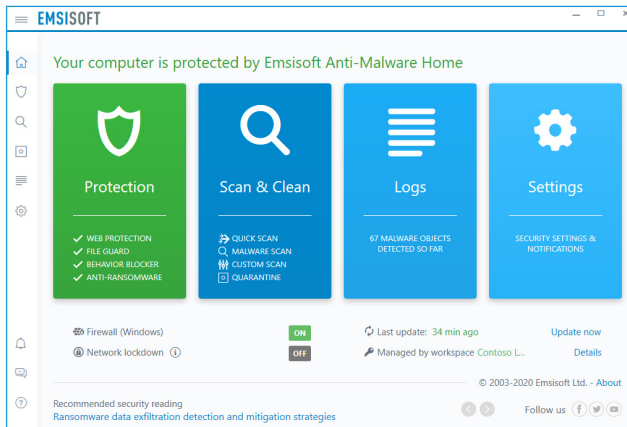 EMSISOFT
Your computer is protected by Emsisoft Anti-Malware Home
Protection
WEB PROTECTION
FILE GUARD
BEHAVIOR BLOCKER
ANTI-RANSOMWARE
Scan & Clean
QUICK SCAN
MALWARE SCAN
CUSTOM SCAN
QUARANTINE
Logs
67 MALWARE OBJECTS
DETECTED SO FAR
Settings
SECURITY SETTINGS &
NOTIFICATIONS
Firewall (Windows) ON
Network lockdown OFF
Last update: 34 min ago Update now
Managed by workspace Contoso L... Details
© 2003-2020 Emsisoft Ltd. - About
Recommended security reading
Ransomware data exfiltration detection and mitigation strategies
Follow us